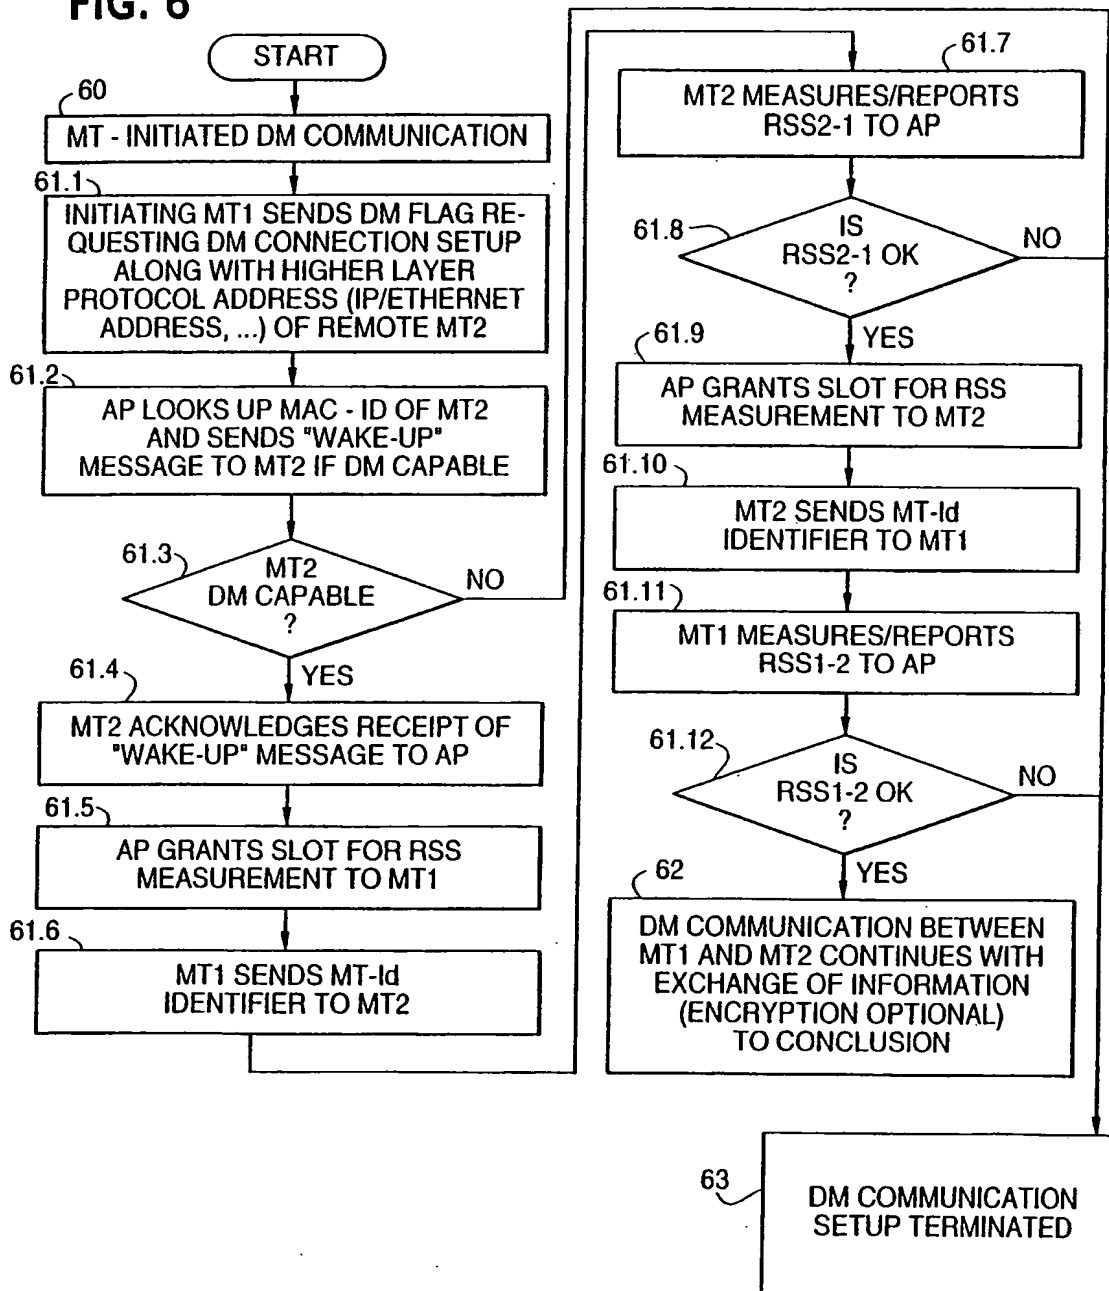 FIG. 6
START
60
MT - INITIATED DM COMMUNICATION
61.1
INITIATING MT1 SENDS DM FLAG RE-
QUESTING DM CONNECTION SETUP
ALONG WITH HIGHER LAYER
PROTOCOL ADDRESS (IP/ETHERNET
ADDRESS, ...) OF REMOTE MT2
61.2
AP LOOKS UP MAC - ID OF MT2
AND SENDS "WAKE-UP"
MESSAGE TO MT2 IF DM CAPABLE
61.3
MT2
DM CAPABLE
?
NO
YES
61.4
MT2 ACKNOWLEDGES RECEIPT OF
"WAKE-UP" MESSAGE TO AP
61.5
AP GRANTS SLOT FOR RSS
MEASUREMENT TO MT1
61.6
MT1 SENDS MT-Id
IDENTIFIER TO MT2
61.7
MT2 MEASURES/REPORTS
RSS2-1 TO AP
61.8
IS
RSS2-1 OK
?
NO
YES
61.9
AP GRANTS SLOT FOR RSS
MEASUREMENT TO MT2
61.10
MT2 SENDS MT-Id
IDENTIFIER TO MT1
61.11
MT1 MEASURES/REPORTS
RSS1-2 TO AP
61.12
IS
RSS1-2 OK
?
NO
YES
62
DM COMMUNICATION BETWEEN
MT1 AND MT2 CONTINUES WITH
EXCHANGE OF INFORMATION
(ENCRYPTION OPTIONAL)
TO CONCLUSION
63
DM COMMUNICATION
SETUP TERMINATED